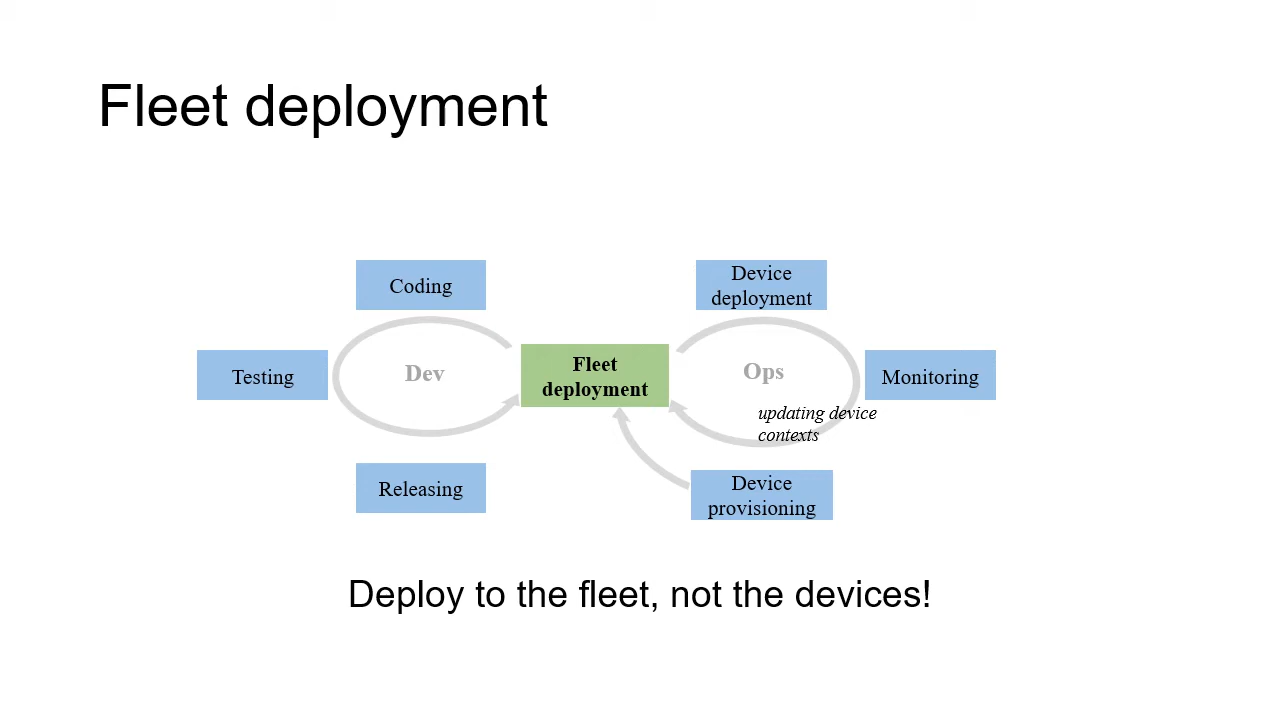 Fleet deployment
Coding
Device
deployment
Testing
Dev
Fleet
deployment
Ops
Monitoring
updating device
contexts
Releasing
Device
provisioning
Deploy to the fleet, not the devices!